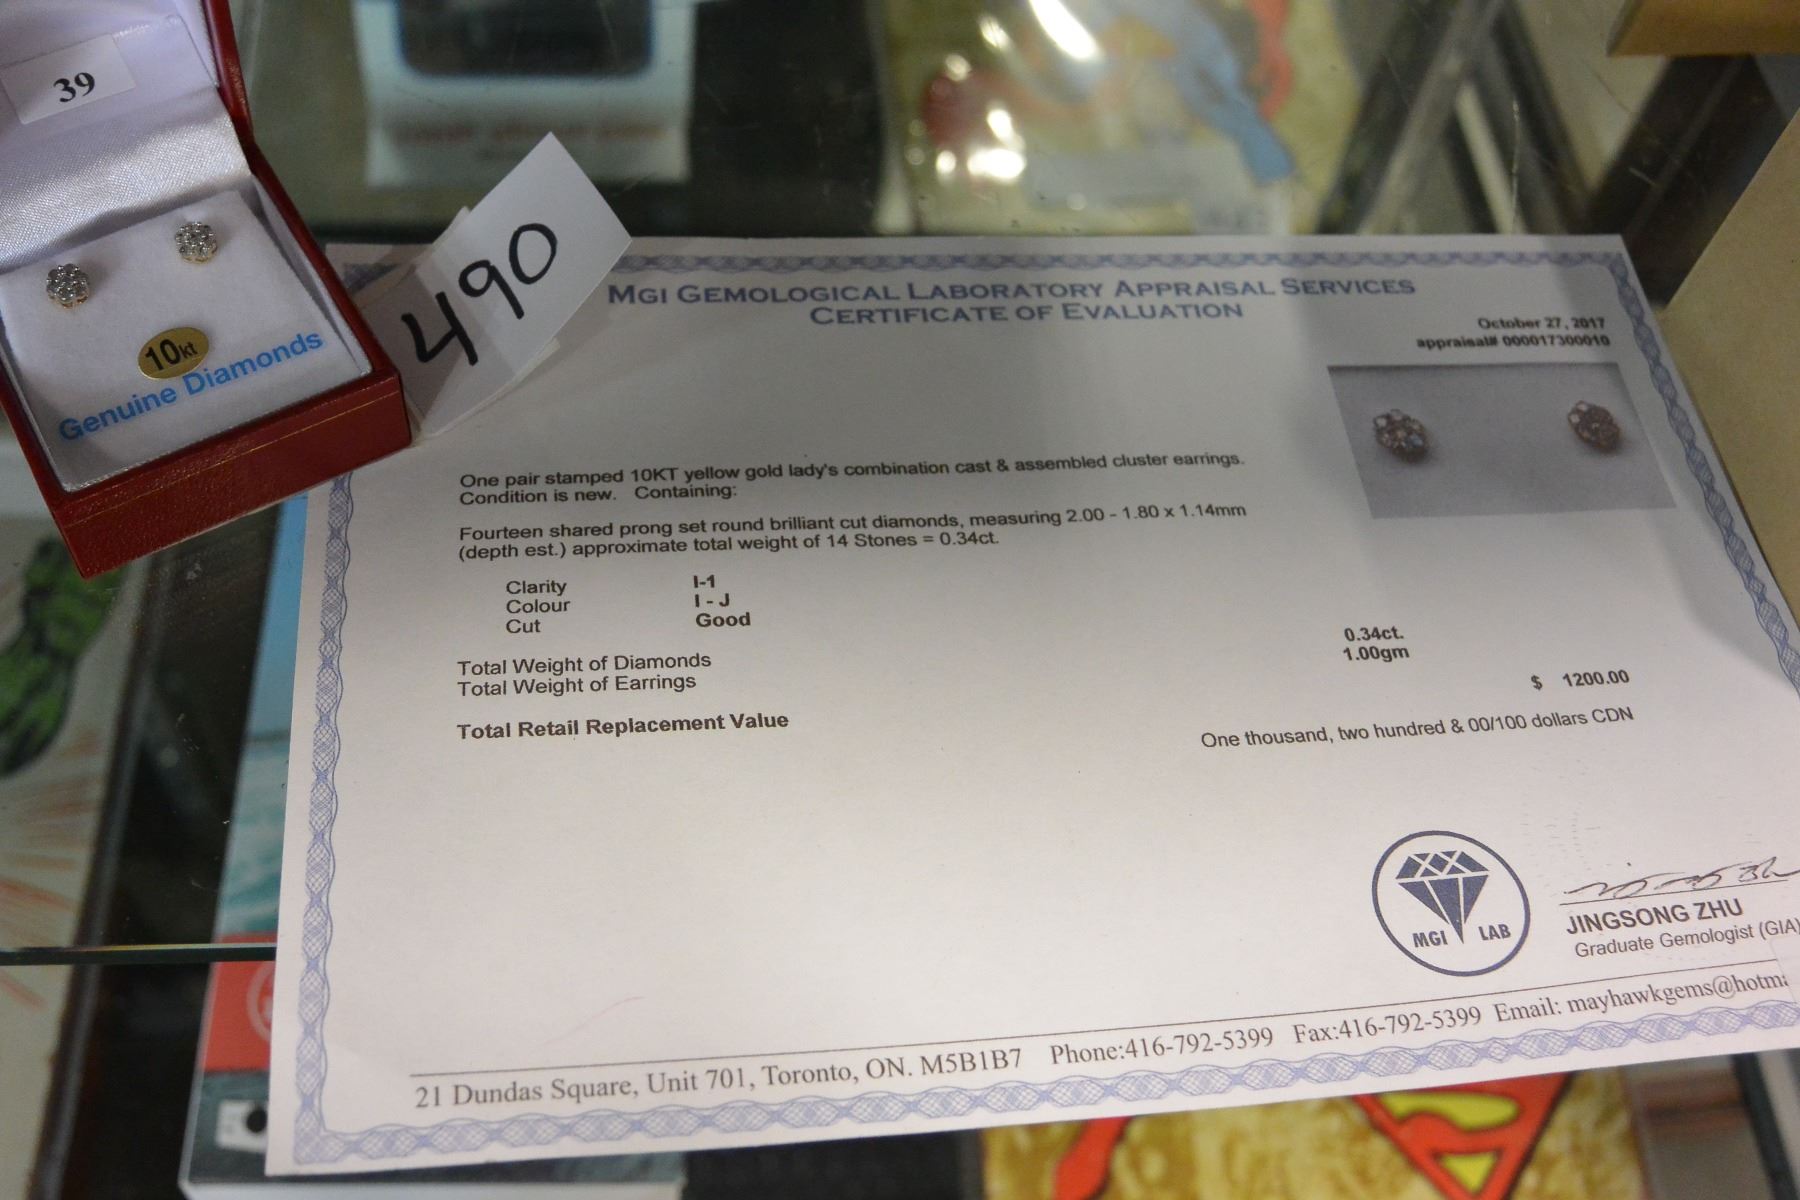 39
10kt
Genuine Diamonds
490
MGI GEMOLOGICAL LABORATORY APPRAISAL SERVICES
CERTIFICATE OF EVALUATION
October 27, 2017
appraisal# 000017300010
One pair stamped 10KT yellow gold lady's combination cast & assembled cluster earrings.
Condition is new. Containing:
Fourteen shared prong set round brilliant cut diamonds, measuring 2.00 - 1.80 x 1.14mm
(depth est.) approximate total weight of 14 Stones = 0.34ct.
Clarity I-1
Colour I - J
Cut Good
Total Weight of Diamonds 0.34ct.
Total Weight of Earrings 1.00gm
Total Retail Replacement Value $ 1200.00
One thousand, two hundred & 00/100 dollars CDN
MGI LAB
JINGSONG ZHU
Graduate Gemologist (GIA)
21 Dundas Square, Unit 701, Toronto, ON. M5B1B7 Phone:416-792-5399 Fax:416-792-5399 Email: mayhawkgems@hotma